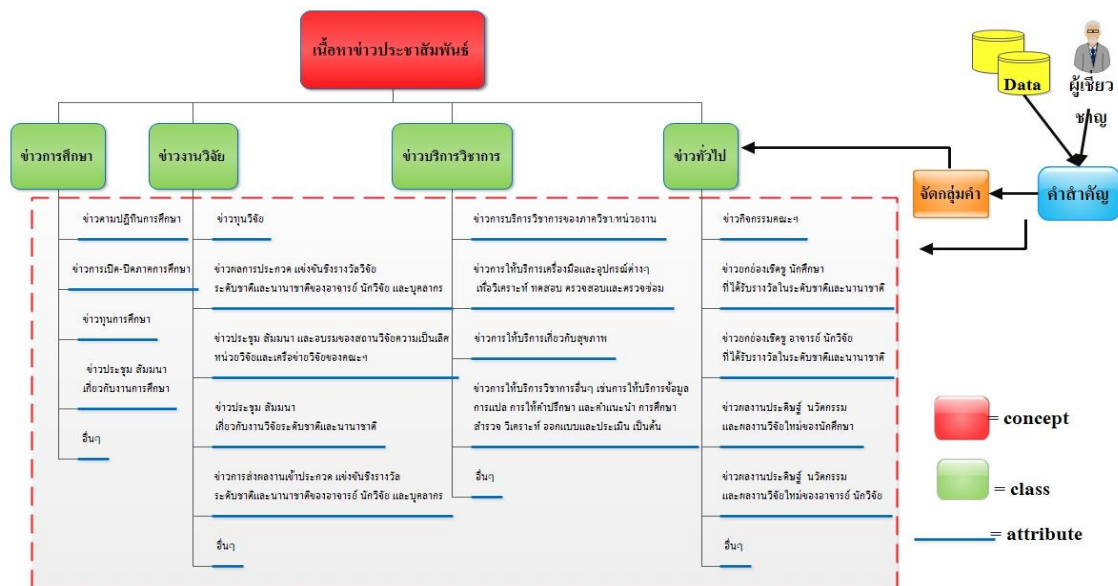 เนื้อหาข่าวประชาสัมพันธ์
Data
ผู้เชี่ยว
ชาญ
ข่าวการศึกษา
ข่าวงานวิจัย
ข่าวบริการวิชาการ
ข่าวทั่วไป
จัดกลุ่มคำ
คำสำคัญ
ข่าวตามปฎิทินการศึกษา
ข่าวการเปิด-ปิดภาคการศึกษา
ข่าวทุนการศึกษา
ข่าวประชุม สัมมนา
เกี่ยวกับงานการศึกษา
อื่นๆ
ข่าวทุนวิจัย
ข่าวผลการประกวด แข่งขันชิงรางวัลวิจัย
ระดับชาติและนานาชาติของอาจารย์ นักวิจัย และบุคลากร
ข่าวประชุม สัมมนา และอบรมของสถานวิจัยความเป็นเลิศ
หน่วยวิจัยและเครือข่ายวิจัยของคณะฯ
ข่าวประชุม สัมมนา
เกี่ยวกับงานวิจัยระดับชาติและนานาชาติ
ข่าวการส่งผลงานเข้าประกวด แข่งขันชิงรางวัล
ระดับชาติและนานาชาติของอาจารย์ นักวิจัย และบุคลากร
อื่นๆ
ข่าวการบริการวิชาการของภาควิชา/หน่วยงาน
ข่าวการให้บริการเครื่องมือและอุปกรณ์ต่างๆ
เพื่อวิเคราะห์ ทดสอบ ตรวจสอบและตรวจซ่อม
ข่าวการให้บริการเกี่ยวกับสุขภาพ
ข่าวการให้บริการวิชาการอื่นๆ เช่นการให้บริการข้อมูล
การแปล การให้คำปรึกษา และคำแนะนำ การศึกษา
สำรวจ วิเคราะห์ ออกแบบและประเมิน เป็นต้น
อื่นๆ
ข่าวกิจกรรมคณะฯ
ข่าวยกย่องเชิดชู นักศึกษา
ที่ได้รับรางวัลในระดับชาติและนานาชาติ
ข่าวยกย่องเชิดชู อาจารย์ นักวิจัย
ที่ได้รับรางวัลในระดับชาติและนานาชาติ
ข่าวผลงานประดิษฐ์ นวัตกรรม
และผลงานวิจัยใหม่ของนักศึกษา
ข่าวผลงานประดิษฐ์ นวัตกรรม
และผลงานวิจัยใหม่ของอาจารย์ นักวิจัย
อื่นๆ
= concept
= class
= attribute